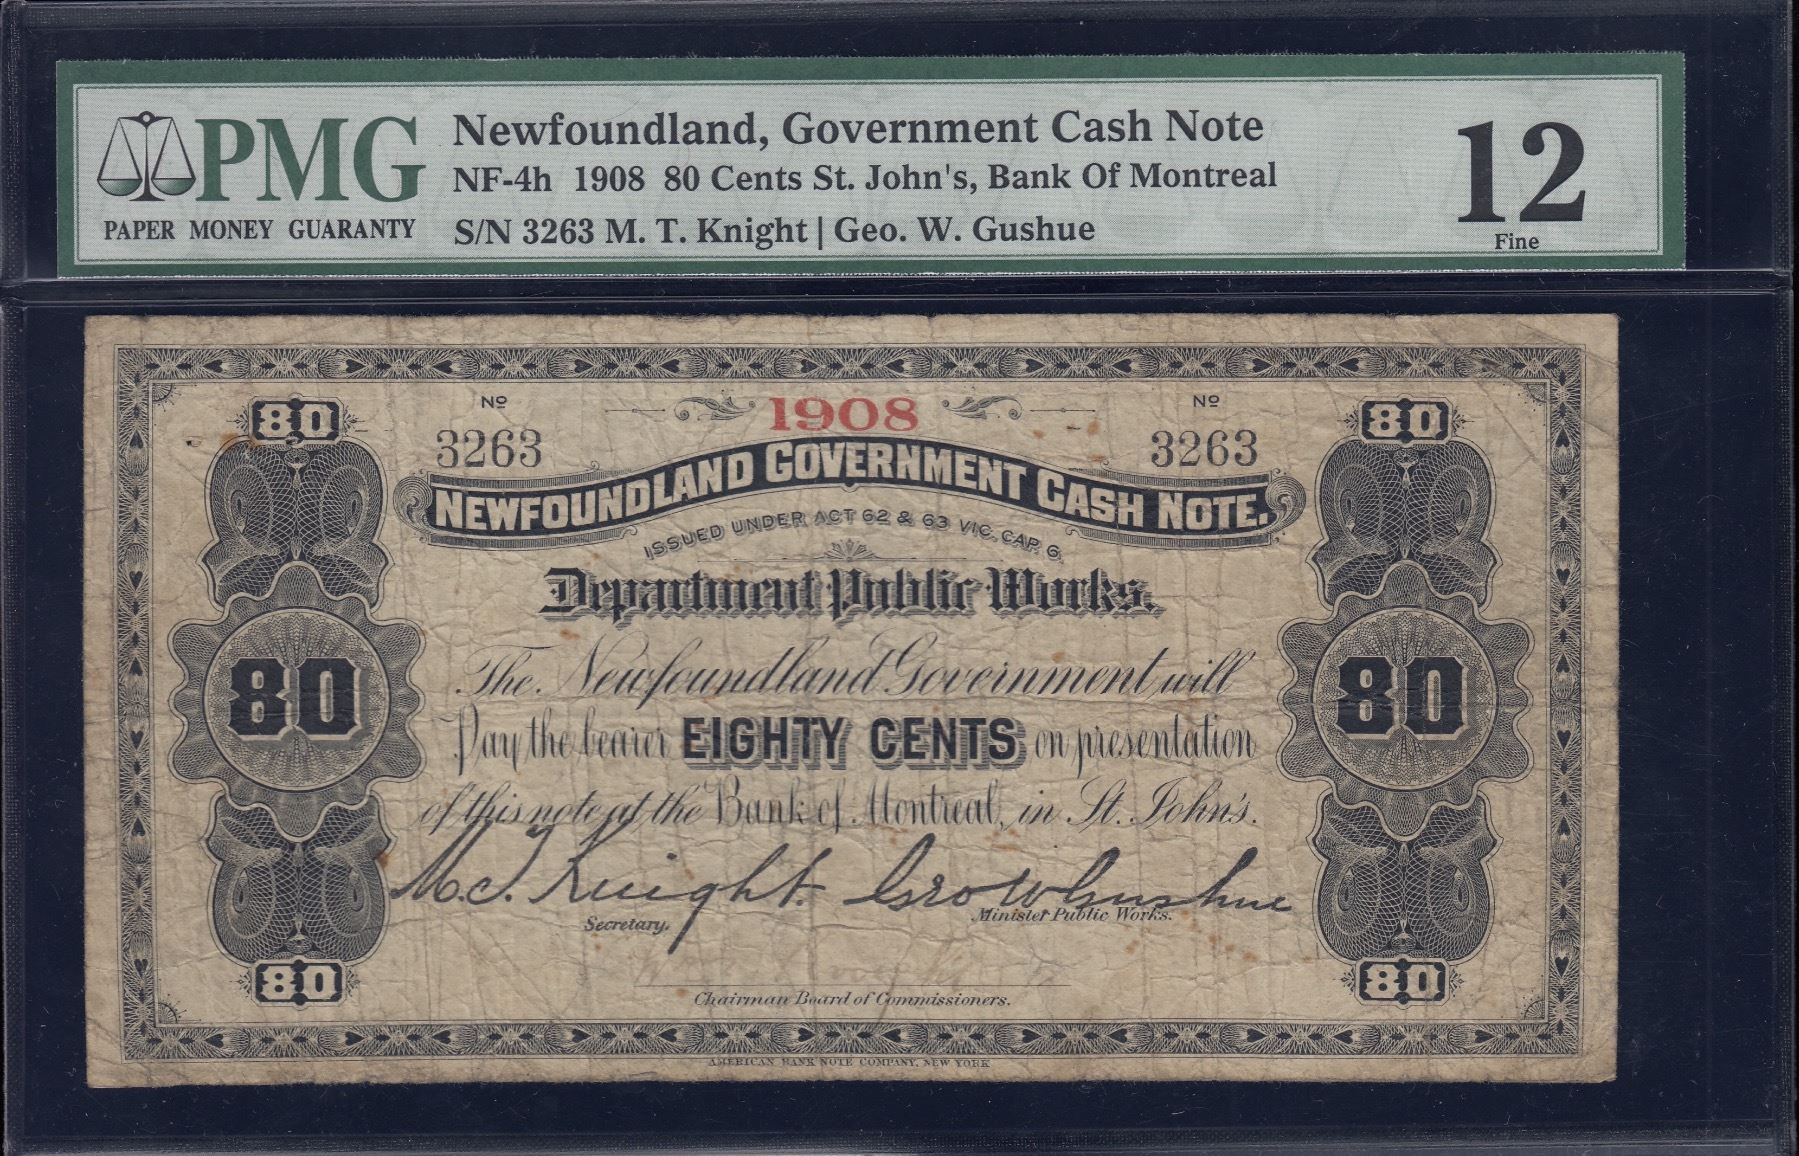 PMG
PAPER MONEY GUARANTY
Newfoundland, Government Cash Note
NF-4h 1908 80 Cents St. John's, Bank Of Montreal
S/N 3263 M. T. Knight | Geo. W. Gushue
12
Fine
80
No
3263
1908
No
3263
80
NEWFOUNDLAND GOVERNMENT CASH NOTE.
ISSUED UNDER ACT 62 & 63 VIC. CAP. 6.
Department Public Works.
80
The Newfoundland Government will
Pay the bearer EIGHTY CENTS on presentation
of this note at the Bank of Montreal, in St. John's.
80
M. T. Knight. Geo W Gushue
Secretary.
Minister Public Works.
80
Chairman Board of Commissioners.
80
AMERICAN BANK NOTE COMPANY, NEW YORK